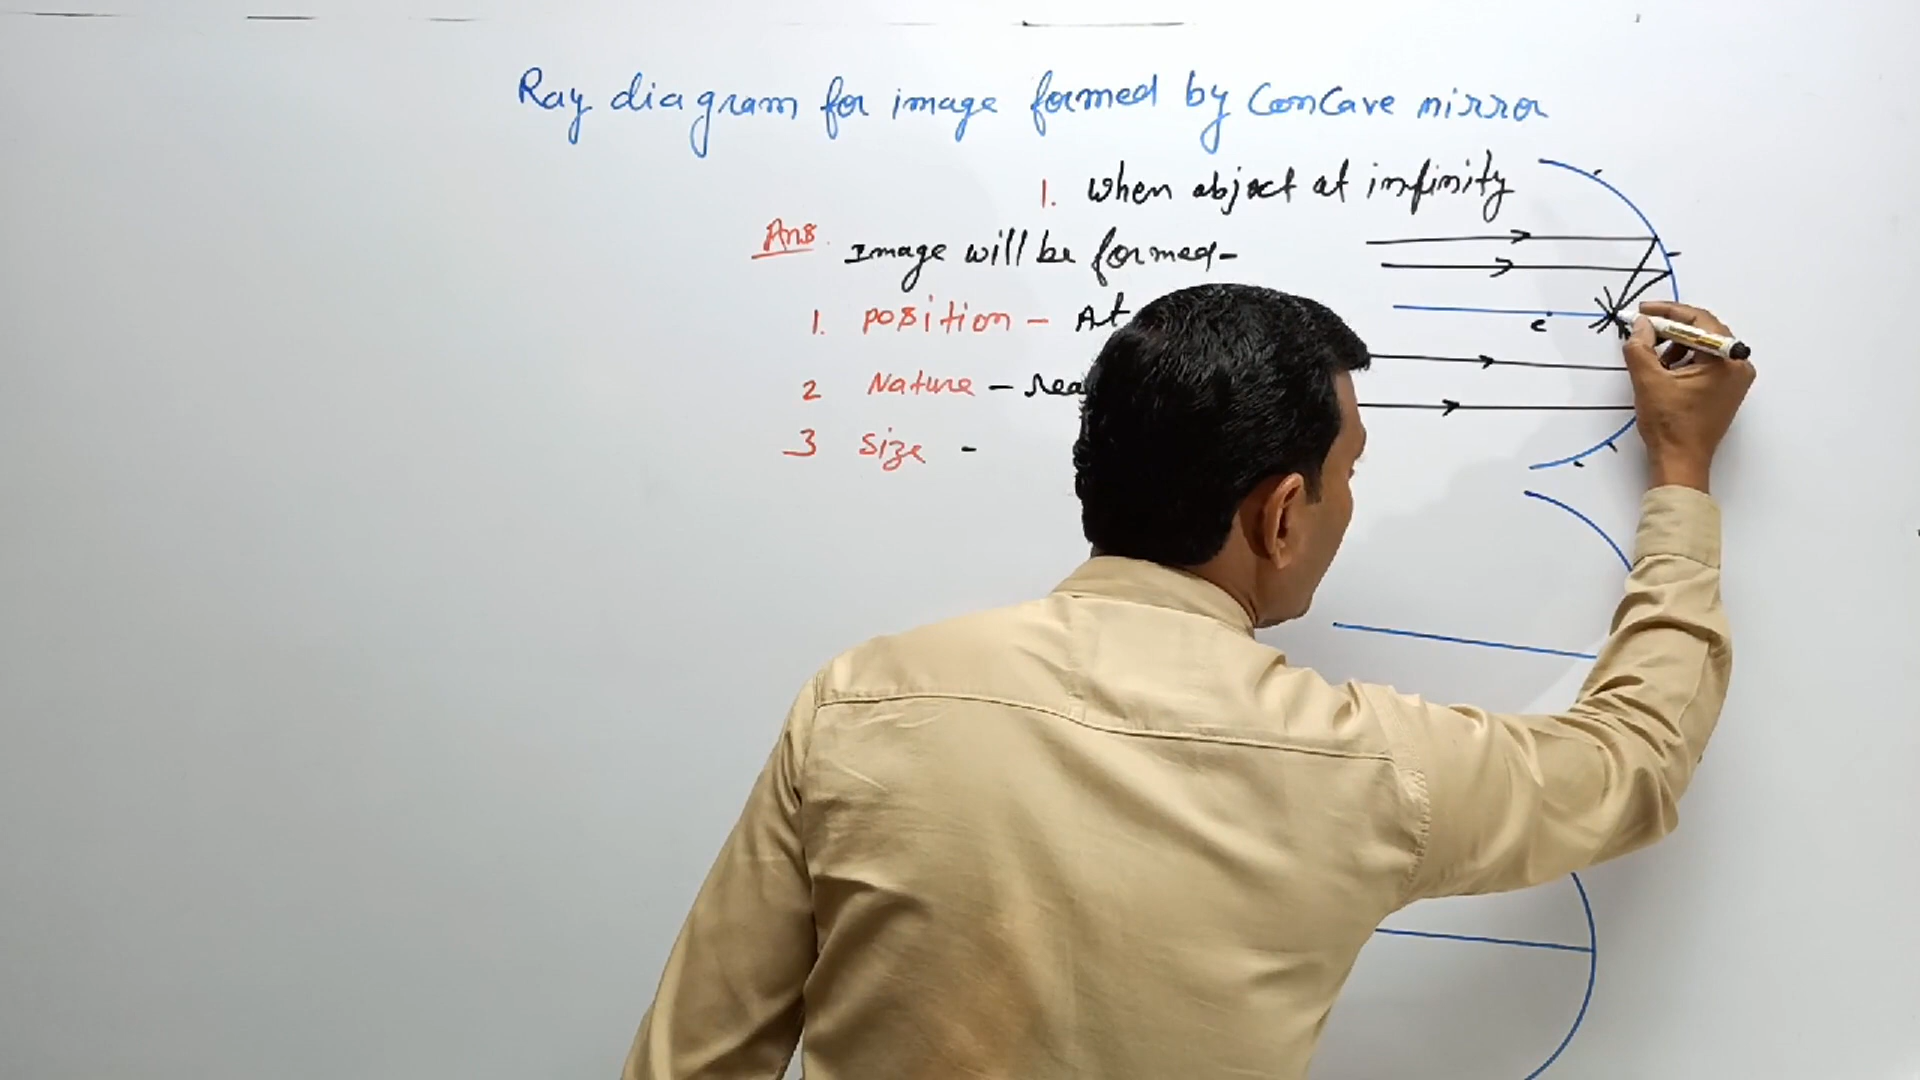 Ray diagram for image formed by Concave mirror
1. When object at infinity
Ans. Image will be formed-
1. Position - At
2 Nature -
3 Size -
c